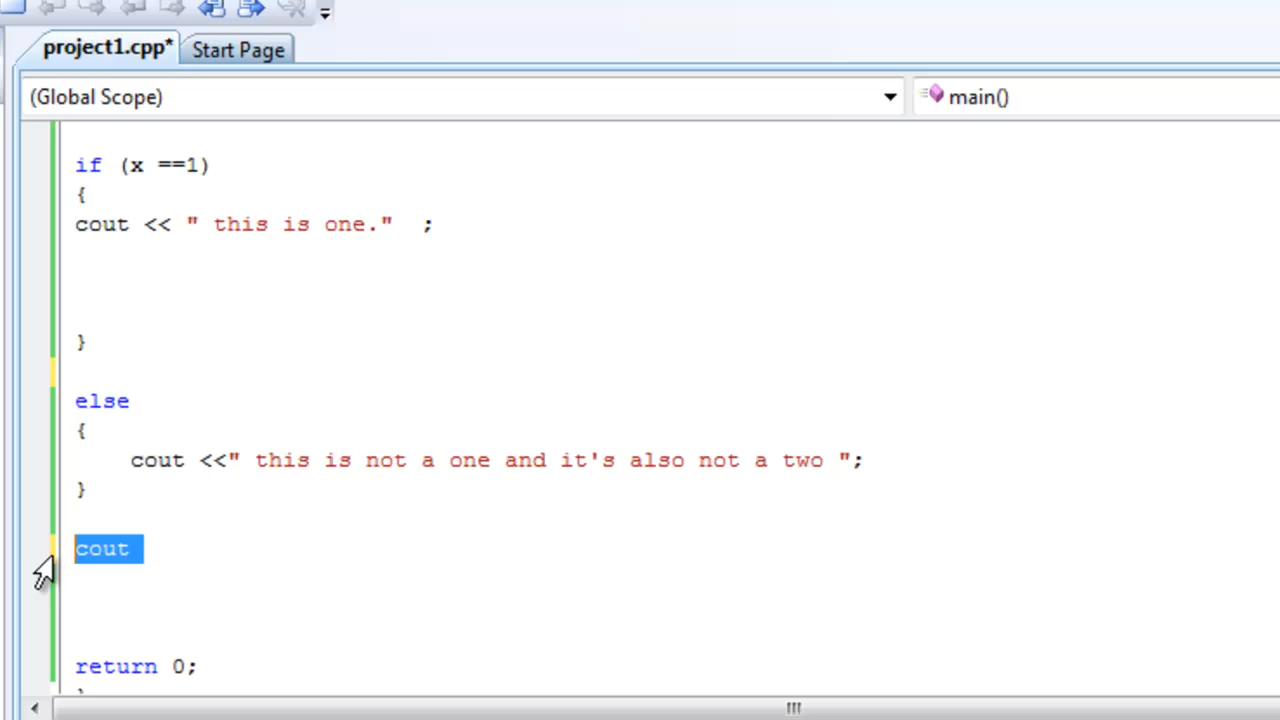 project1.cpp* Start Page
(Global Scope) main()
if (x ==1)
{
cout << " this is one."  ;
}
else
{
cout <<" this is not a one and it's also not a two ";
}
cout
return 0;